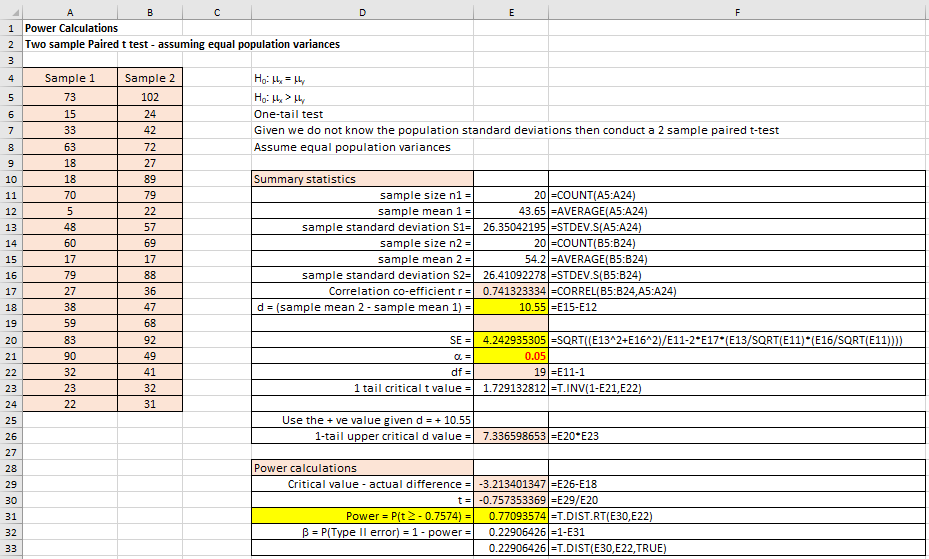 A B C D E F
1 Power Calculations
2 Two sample Paired t test - assuming equal population variances
3
4 Sample 1 Sample 2 H₀: μₓ = μᵧ
5 73 102 H₀: μₓ > μᵧ
6 15 24 One-tail test
7 33 42 Given we do not know the population standard deviations then conduct a 2 sample paired t-test
8 63 72 Assume equal population variances
9 18 27
10 18 89 Summary statistics
11 70 79 sample size n1 = 20 =COUNT(A5:A24)
12 5 22 sample mean 1 = 43.65 =AVERAGE(A5:A24)
13 48 57 sample standard deviation S1= 26.35042195 =STDEV.S(A5:A24)
14 60 69 sample size n2 = 20 =COUNT(B5:B24)
15 17 17 sample mean 2 = 54.2 =AVERAGE(B5:B24)
16 79 88 sample standard deviation S2= 26.41092278 =STDEV.S(B5:B24)
17 27 36 Correlation co-efficient r = 0.741323334 =CORREL(B5:B24,A5:A24)
18 38 47 d = (sample mean 2 - sample mean 1) = 10.55 =E15-E12
19 59 68
20 83 92 SE = 4.242935305 =SQRT((E13^2+E16^2)/E11-2*E17*(E13/SQRT(E11)*(E16/SQRT(E11))))
21 90 49 α = 0.05
22 32 41 df = 19 =E11-1
23 23 32 1 tail critical t value = 1.729132812 =T.INV(1-E21,E22)
24 22 31
25 Use the + ve value given d = + 10.55
26 1-tail upper critical d value = 7.336598653 =E20*E23
27
28 Power calculations
29 Critical value - actual difference = -3.213401347 =E26-E18
30 t = -0.757353369 =E29/E20
31 Power = P(t ≥ - 0.7574) = 0.77093574 =T.DIST.RT(E30,E22)
32 β = P(Type II error) = 1 - power = 0.22906426 =1-E31
33 0.22906426 =T.DIST(E30,E22,TRUE)